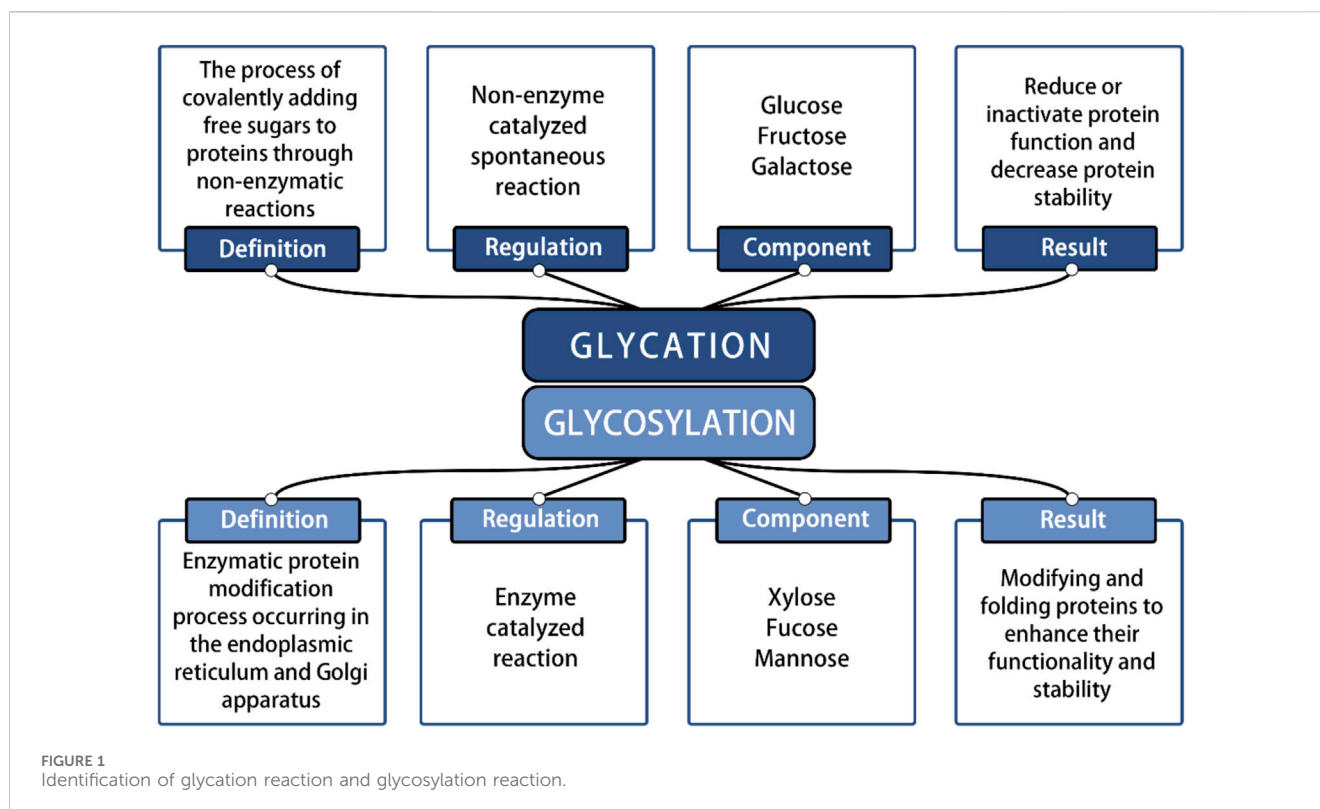 The process of
covalently adding
free sugars to
proteins through
non-enzymatic
reactions
Definition
Non-enzyme
catalyzed
spontaneous
reaction
Regulation
Glucose
Fructose
Galactose
Component
Reduce or
inactivate protein
function and
decrease protein
stability
Result
GLYCATION
GLYCOSYLATION
Definition
Enzymatic protein
modification
process occurring in
the endoplasmic
reticulum and Golgi
apparatus
Regulation
Enzyme
catalyzed
reaction
Component
Xylose
Fucose
Mannose
Result
Modifying and
folding proteins to
enhance their
functionality and
stability
FIGURE 1
Identification of glycation reaction and glycosylation reaction.